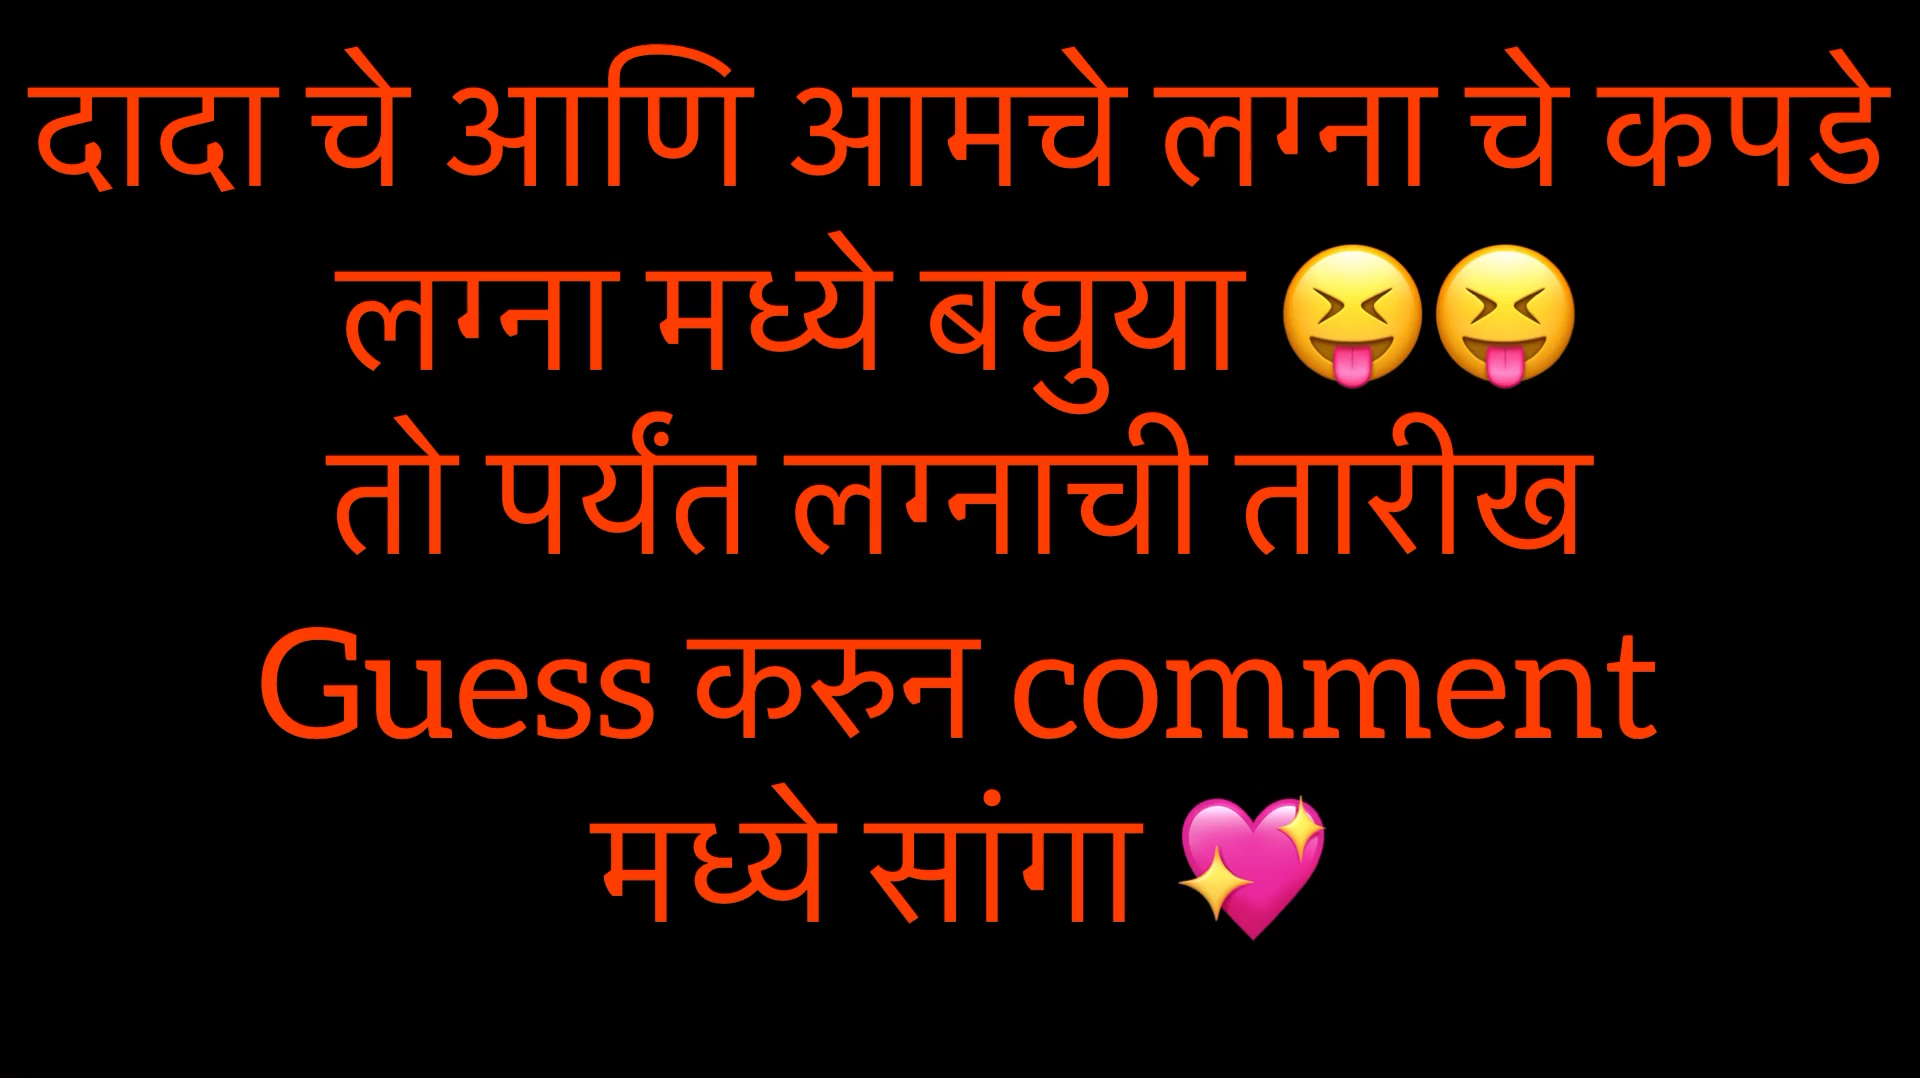 दादा चे आणि आमचे लग्ना चे कपडे
लग्ना मध्ये बघुया 😝😝
तो पर्यंत लग्नाची तारीख
Guess करुन comment
मध्ये सांगा 💖